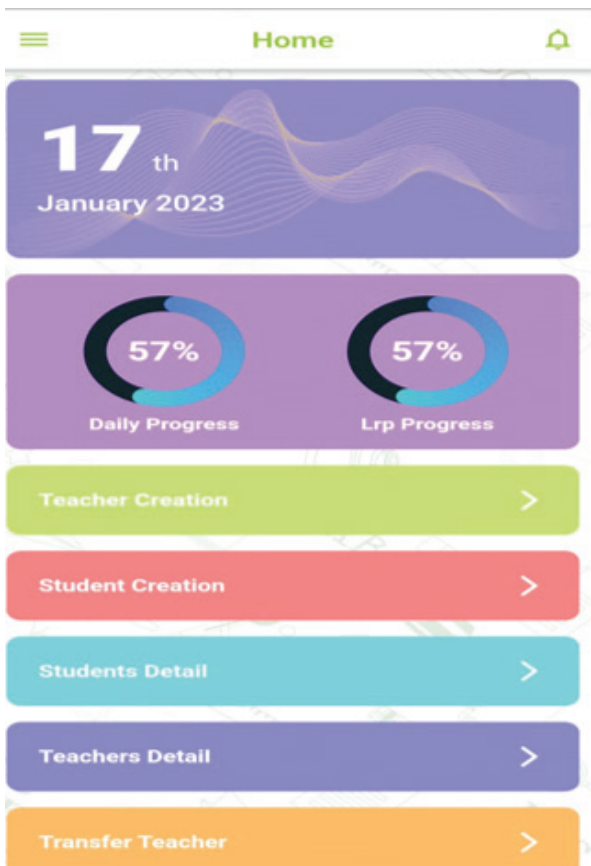 Home
17 th
January 2023
57% 57%
Daily Progress Lrp Progress
Teacher Creation
Student Creation
Students Detail
Teachers Detail
Transfer Teacher